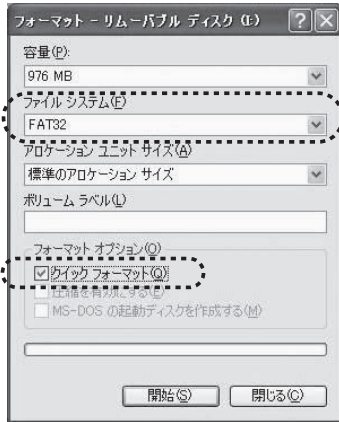 フォーマット - リムーバブル ディスク (I:)
容量(P):
976 MB
ファイル システム(F)
FAT32
アロケーション ユニット サイズ(A)
標準のアロケーション サイズ
ボリューム ラベル(L)
フォーマット オプション(O)
クイック フォーマット(Q)
圧縮を有効にする(E)
MS-DOS の起動ディスクを作成する(M)
開始(S)
閉じる(C)